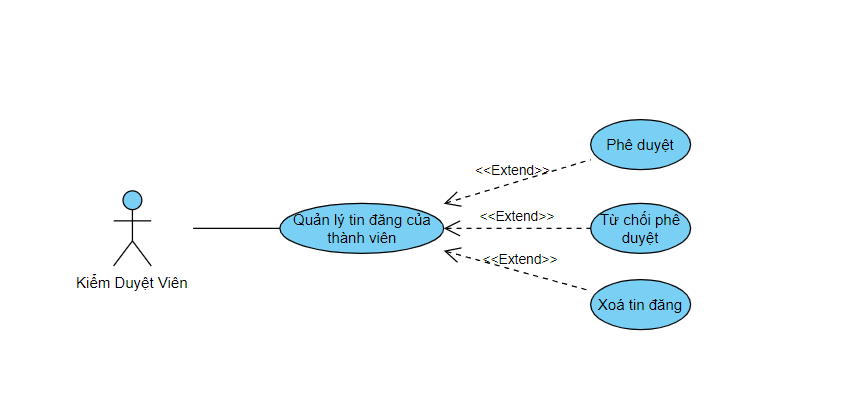 Phê duyệt
<<Extend>>
Quản lý tin đăng của
thành viên
<<Extend>>
Từ chối phê
duyệt
<<Extend>>
Kiểm Duyệt Viên
Xoá tin đăng